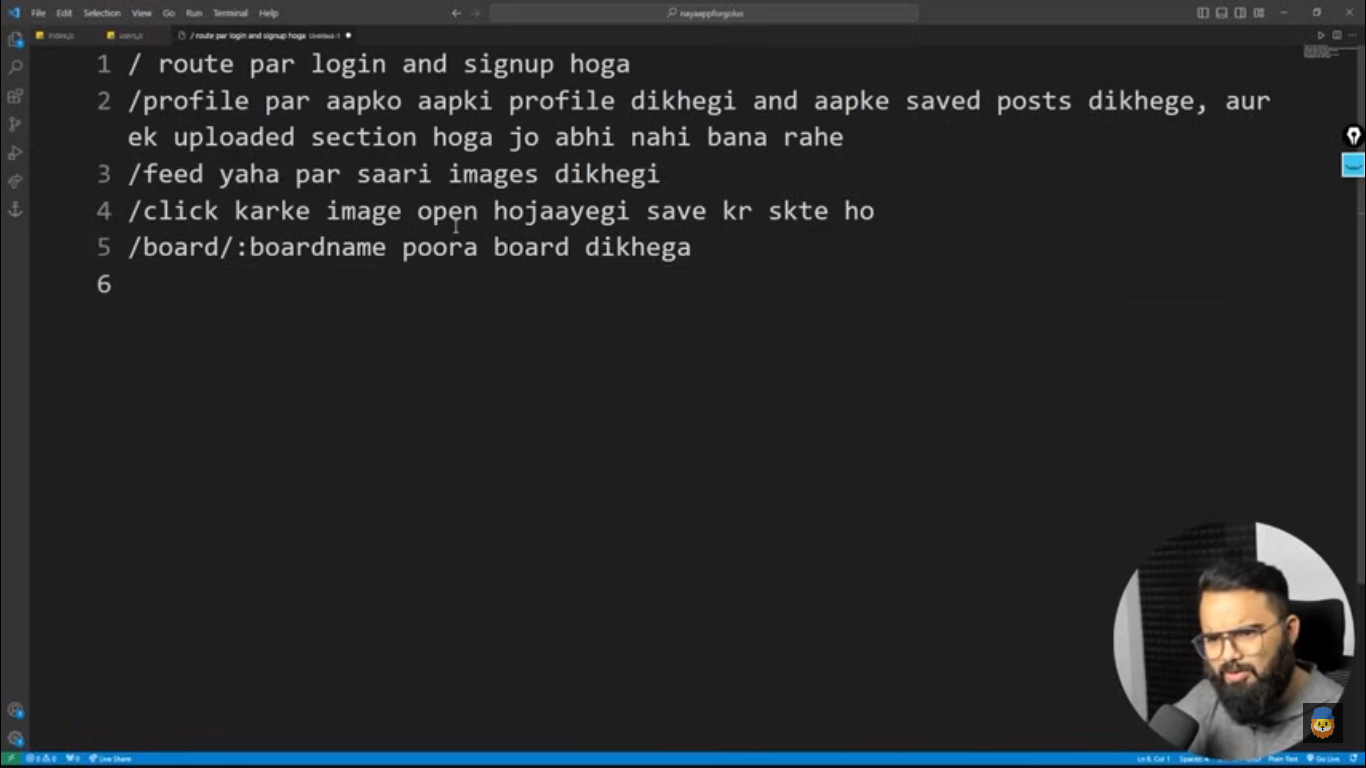 File Edit Selection View Go Run Terminal Help
nayaappforgolus
index.js users.js / route par login and signup hoga Untitled-1
1 / route par login and signup hoga
2 /profile par aapko aapki profile dikhegi and aapke saved posts dikhege, aur
ek uploaded section hoga jo abhi nahi bana rahe
3 /feed yaha par saari images dikhegi
4 /click karke image open hojaayegi save kr skte ho
5 /board/:boardname poora board dikhega
6
0 0 0 Live Share Ln 6, Col 1 Plain Text Go Live